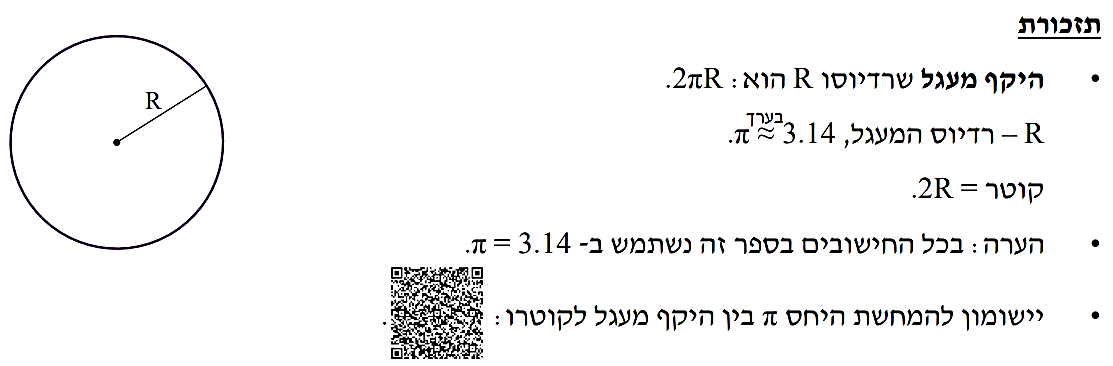 תזכורת
• היקף מעגל שרדיוסו R הוא: 2πR.
R – רדיוס המעגל, π ≈ 3.14.
בערך
קוטר = 2R.
• הערה: בכל החישובים בספר זה נשתמש ב- π = 3.14.
• יישומון להמחשת היחס π בין היקף מעגל לקוטרו: .
R